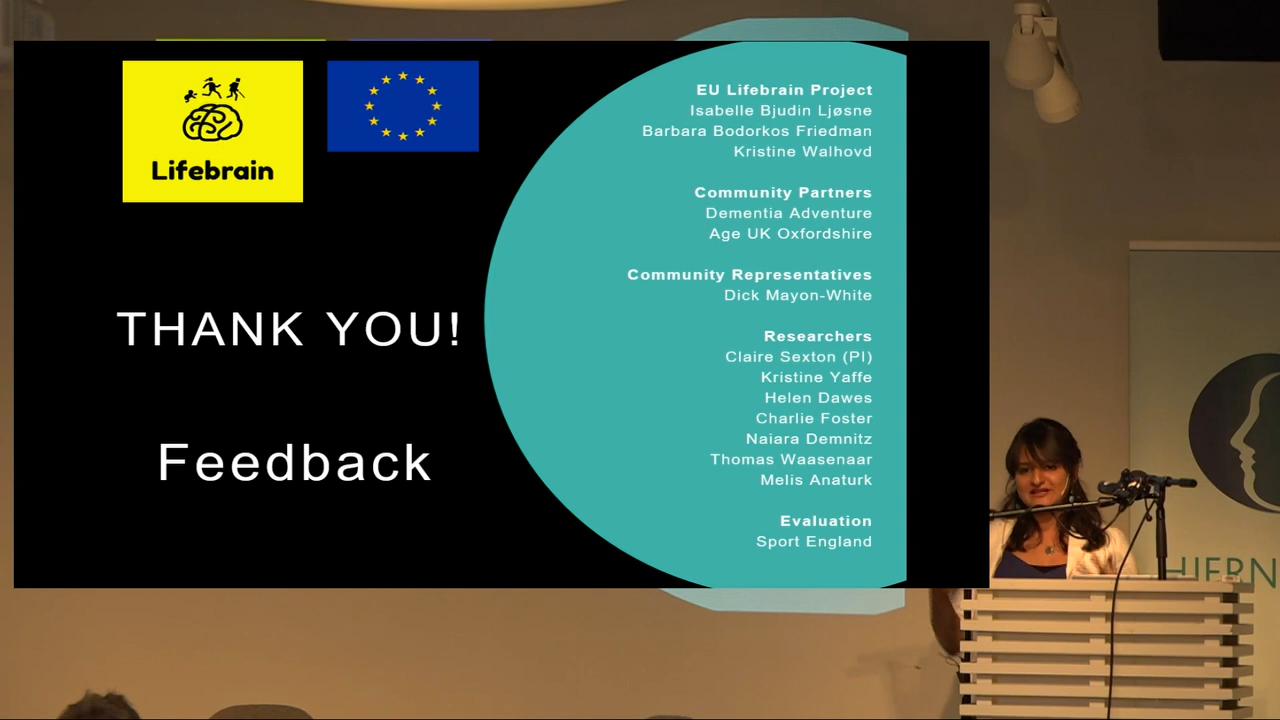 Lifebrain
THANK YOU!
Feedback
EU Lifebrain Project
Isabelle Bjudin Ljøsne
Barbara Bodorkos Friedman
Kristine Walhovd
Community Partners
Dementia Adventure
Age UK Oxfordshire
Community Representatives
Dick Mayon-White
Researchers
Claire Sexton (PI)
Kristine Yaffe
Helen Dawes
Charlie Foster
Naiara Demnitz
Thomas Waasenaar
Melis Anaturk
Evaluation
Sport England
HJERN